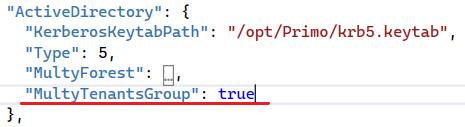 "ActiveDirectory": {
"KerberosKeytabPath": "/opt/Primo/krb5.keytab",
"Type": 5,
"MultyForest": […],
"MultyTenantsGroup": true
},